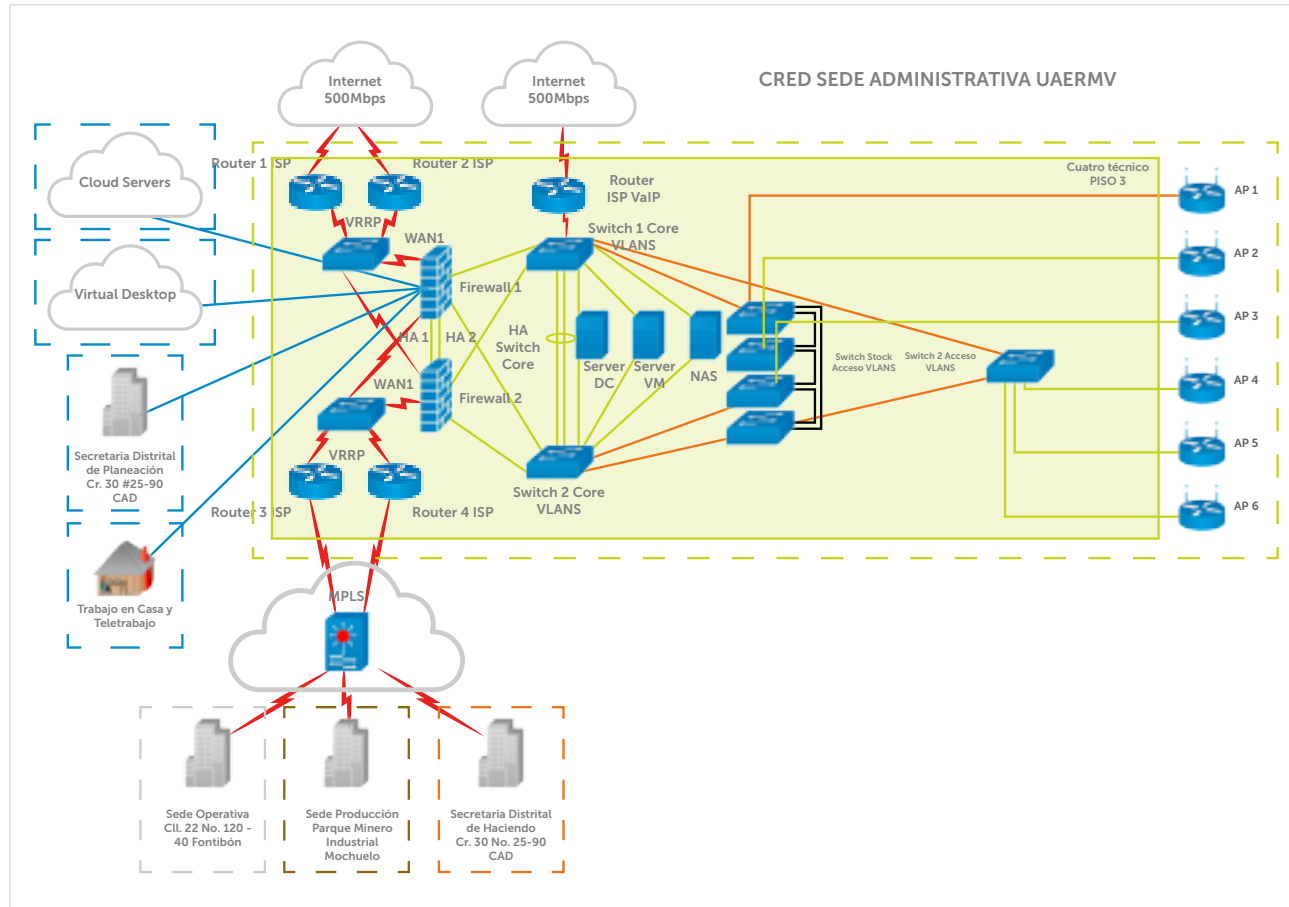 Internet
500Mbps
Internet
500Mbps
CRED SEDE ADMINISTRATIVA UAERMV
Cloud Servers
Router 1 ISP
Router 2 ISP
Router
ISP VaIP
Cuatro técnico
PISO 3
AP 1
VRRP
WAN1
Switch 1 Core
VLANS
AP 2
Virtual Desktop
Firewall 1
AP 3
HA 1
HA 2
HA
Switch
Core
Server
DC
Server
VM
NAS
Switch Stock
Acceso VLANS
Switch 2 Acceso
VLANS
AP 4
WAN1
Firewall 2
AP 5
Secretaria Distrital
de Planeación
Cr. 30 #25-90
CAD
VRRP
Switch 2 Core
VLANS
Router 3 ISP
Router 4 ISP
AP 6
Trabajo en Casa y
Teletrabajo
MPLS
Sede Operativa
Cll. 22 No. 120 -
40 Fontibón
Sede Producción
Parque Minero
Industrial
Mochuelo
Secretaria Distrital
de Haciendo
Cr. 30 No. 25-90
CAD